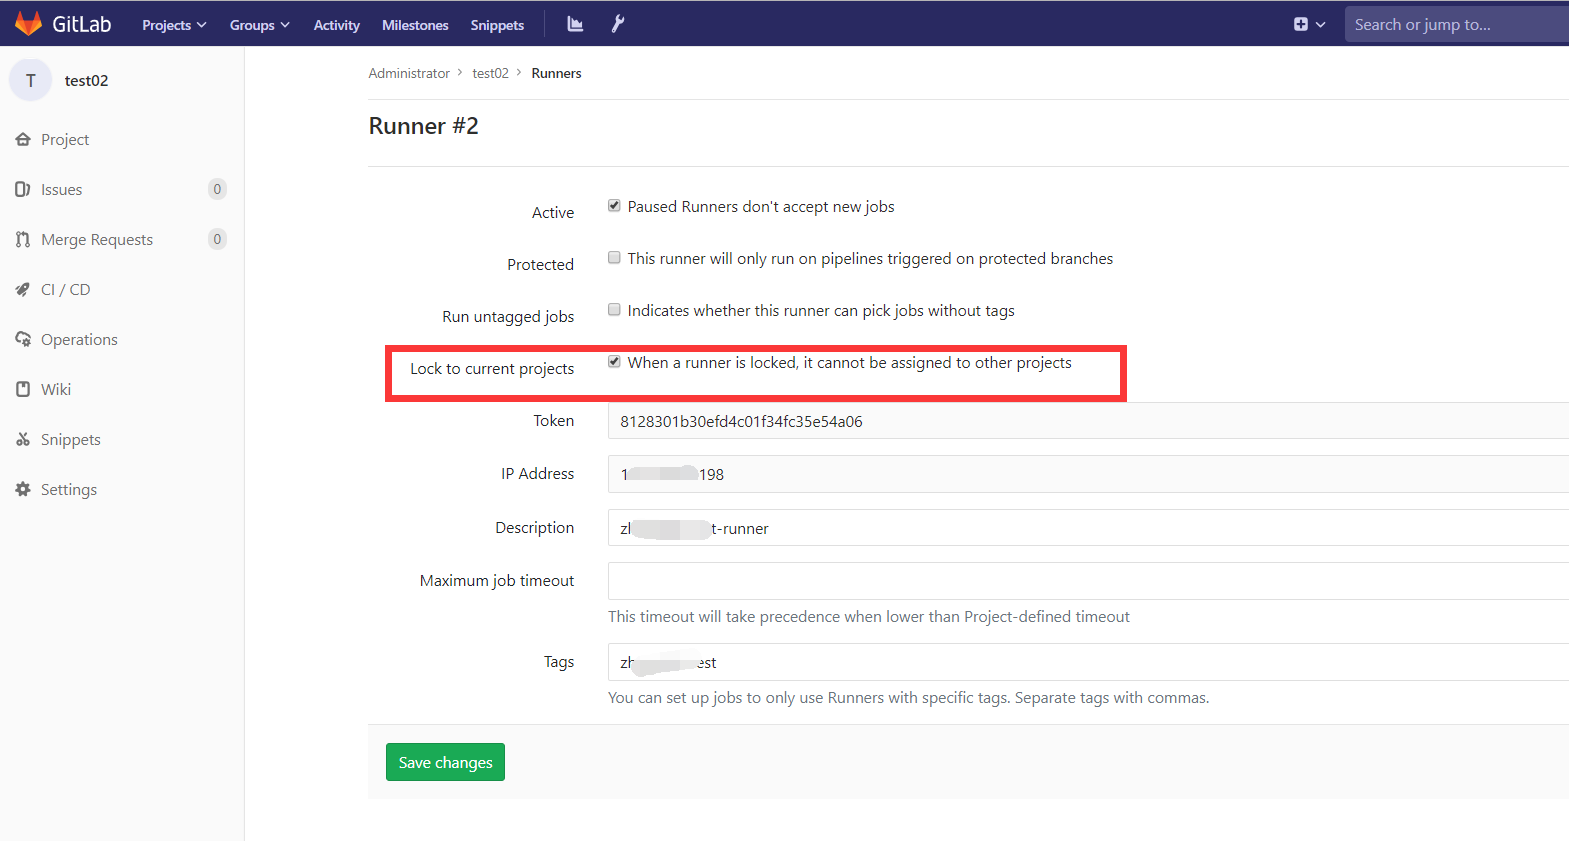 GitLab Projects Groups Activity Milestones Snippets Search or jump to...
T test02
Administrator > test02 > Runners
Project
Runner #2
Issues 0
Merge Requests 0
CI / CD
Operations
Wiki
Snippets
Settings
Active Paused Runners don't accept new jobs
Protected This runner will only run on pipelines triggered on protected branches
Run untagged jobs Indicates whether this runner can pick jobs without tags
Lock to current projects When a runner is locked, it cannot be assigned to other projects
Token 8128301b30efd4c01f34fc35e54a06
IP Address 1 198
Description t-runner
Maximum job timeout
This timeout will take precedence when lower than Project-defined timeout
Tags zh est
You can set up jobs to only use Runners with specific tags. Separate tags with commas.
Save changes